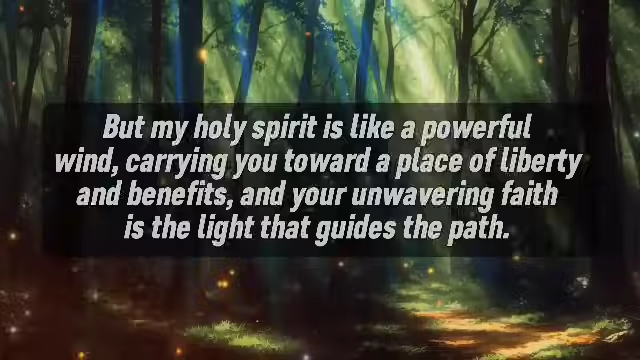 But my holy spirit is like a powerful
wind, carrying you toward a place of liberty
and benefits, and your unwavering faith
is the light that guides the path.